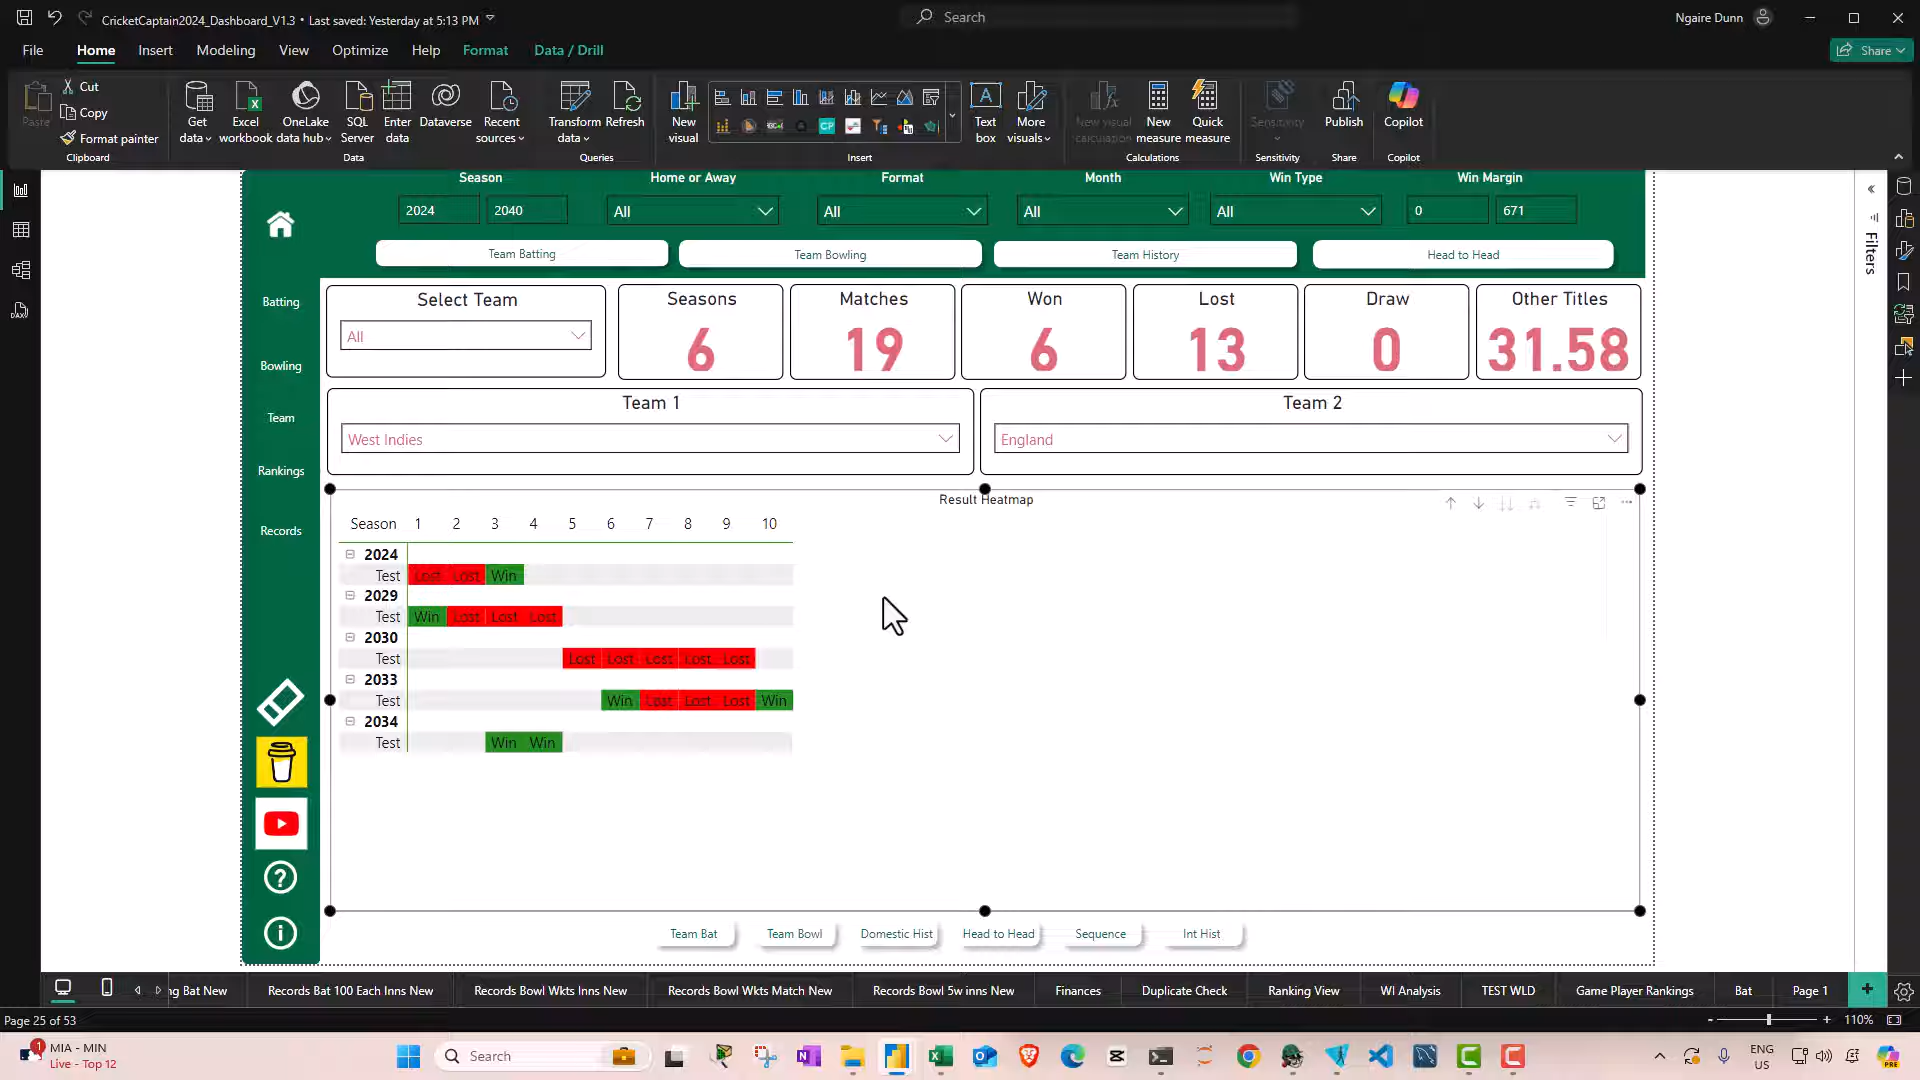 CricketCaptain2024_Dashboard_V1.3 • Last saved: Yesterday at 5:13 PM
Search
Ngaire Dunn
File Home Insert Modeling View Optimize Help Format Data / Drill
Share
Paste
Cut
Copy
Format painter
Clipboard
Get data
Excel workbook
OneLake data hub
SQL Server
Enter data
Dataverse
Recent sources
Data
Transform data
Refresh
Queries
New visual
Text box
More visuals
Insert
New visual calculation
New measure
Quick measure
Calculations
Sensitivity
Sensitivity
Publish
Share
Copilot
Copilot
Season Home or Away Format Month Win Type Win Margin
2024 2040 All All All All 0 671
Team Batting Team Bowling Team History Head to Head
Batting
Bowling
Team
Rankings
Records
Select Team
All
Seasons
6
Matches
19
Won
6
Lost
13
Draw
0
Other Titles
31.58
Team 1
West Indies
Team 2
England
Result Heatmap
Season 1 2 3 4 5 6 7 8 9 10
2024
Test Lost Lost Win
2029
Test Win Lost Lost Lost
2030
Test Lost Lost Lost Lost Lost
2033
Test Win Lost Lost Lost Win
2034
Test Win Win
Team Bat Team Bowl Domestic Hist Head to Head Sequence Int Hist
Filters
ng Bat New Records Bat 100 Each Inns New Records Bowl Wkts Inns New Records Bowl Wkts Match New Records Bowl 5w inns New Finances Duplicate Check Ranking View WI Analysis TEST WLD Game Player Rankings Bat Page 1
Page 25 of 53
110%
1
MIA - MIN
Live - Top 12
Search
ENG
US